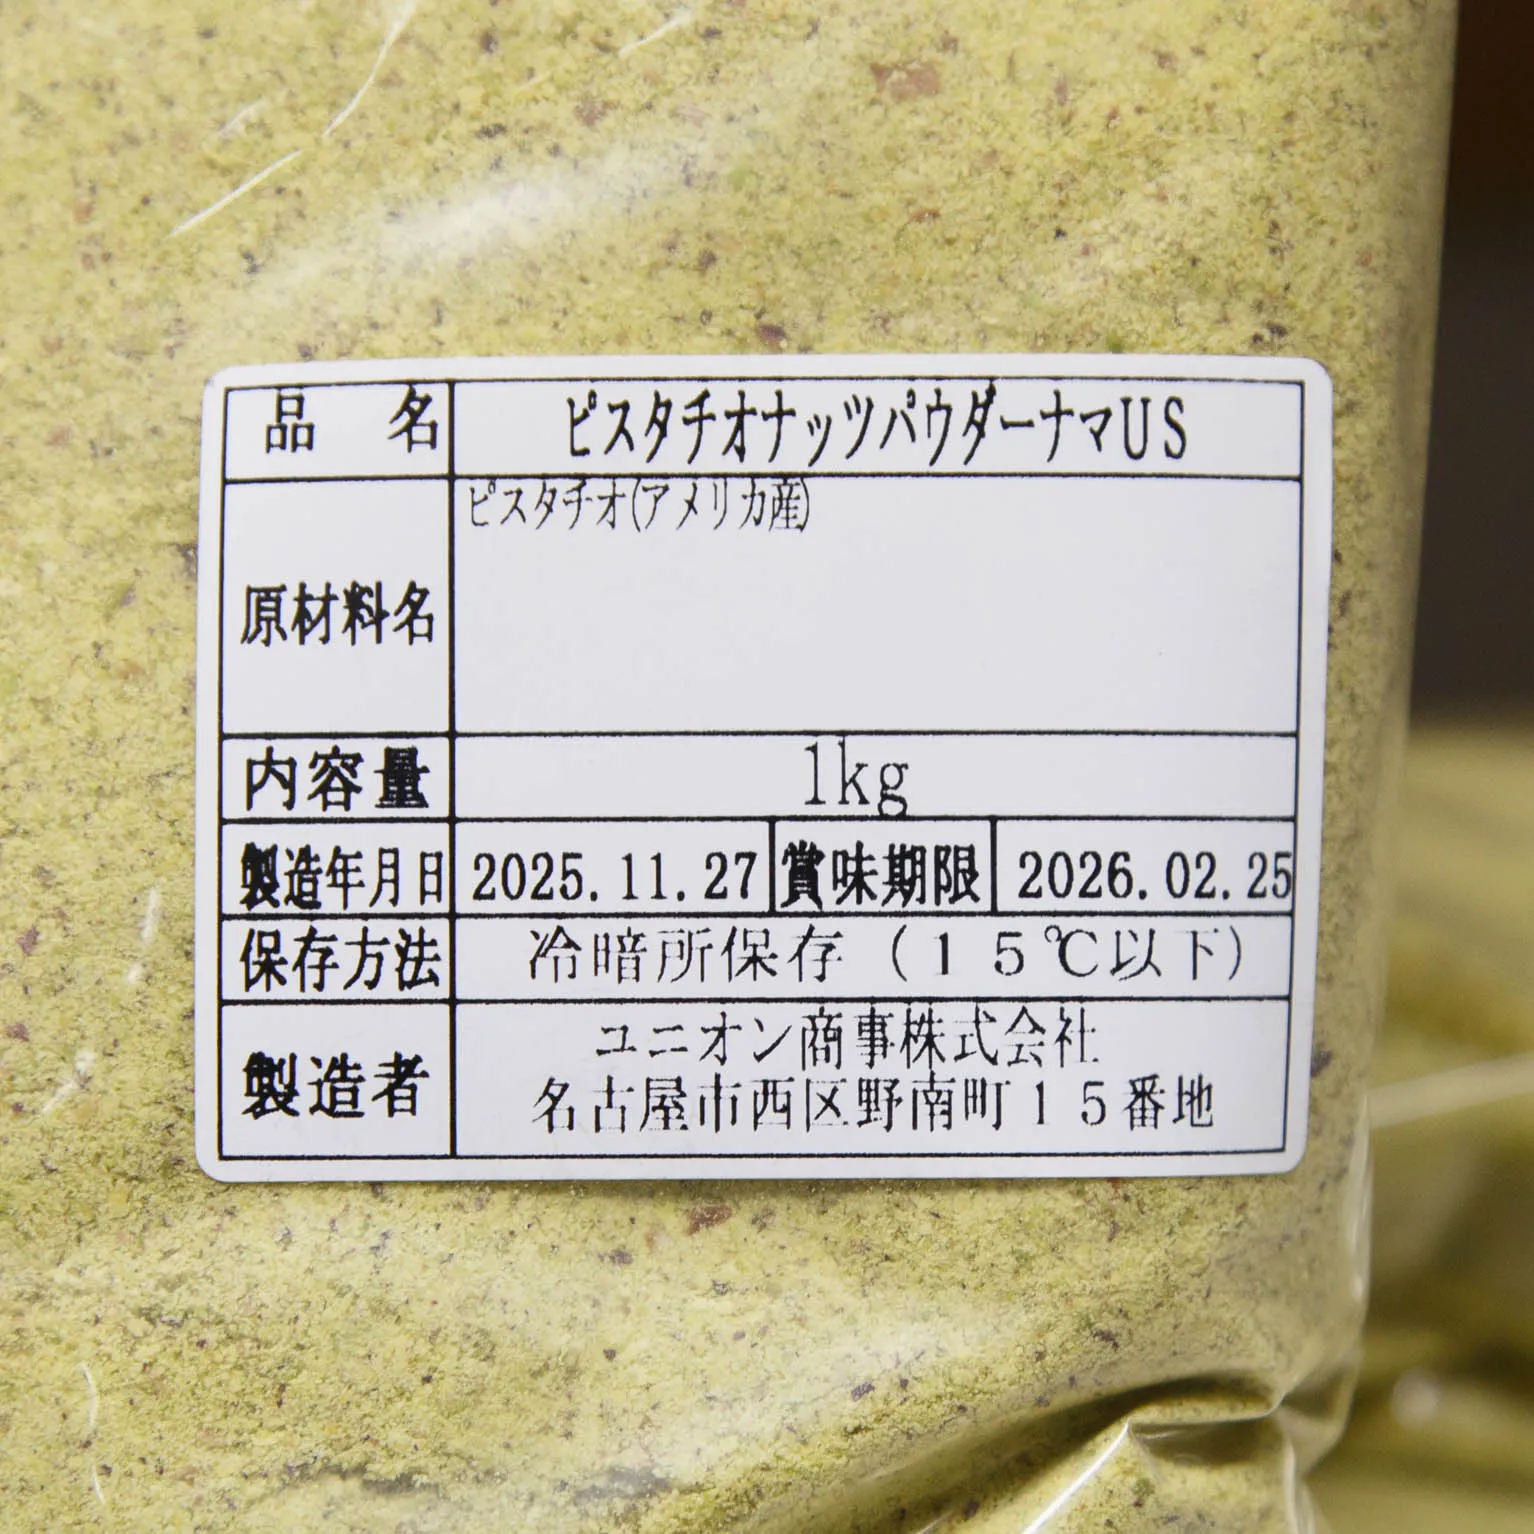 品 名 ピスタチオナッツパウダーナマUS
原材料名 ピスタチオ(アメリカ産)
内容量 1kg
製造年月日 2025.11.27 賞味期限 2026.02.25
保存方法 冷暗所保存（１５℃以下）
製造者 ユニオン商事株式会社
名古屋市西区野南町１５番地